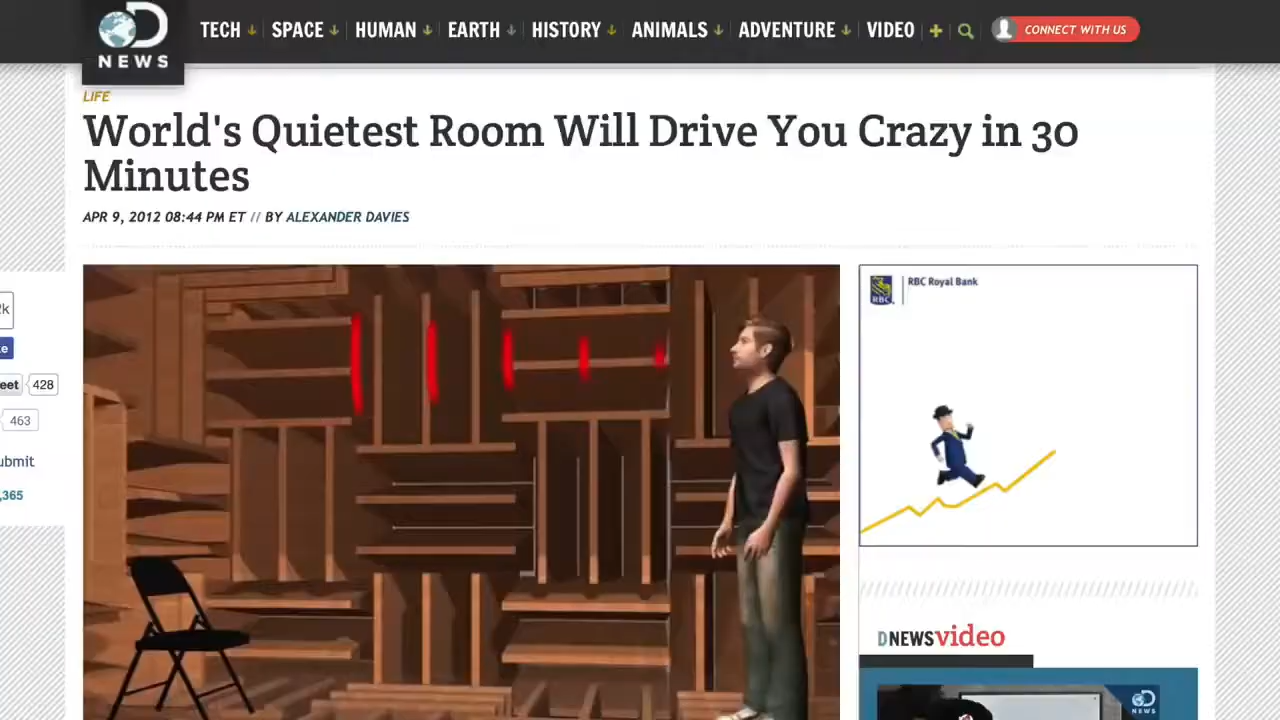 NEWS
TECH
SPACE
HUMAN
EARTH
HISTORY
ANIMALS
ADVENTURE
VIDEO
CONNECT WITH US
LIFE
World's Quietest Room Will Drive You Crazy in 30
Minutes
APR 9, 2012 08:44 PM ET // BY ALEXANDER DAVIES
k
e
eet 428
463
ubmit
,365
RBC
RBC Royal Bank
DNEWSvideo
NEWS